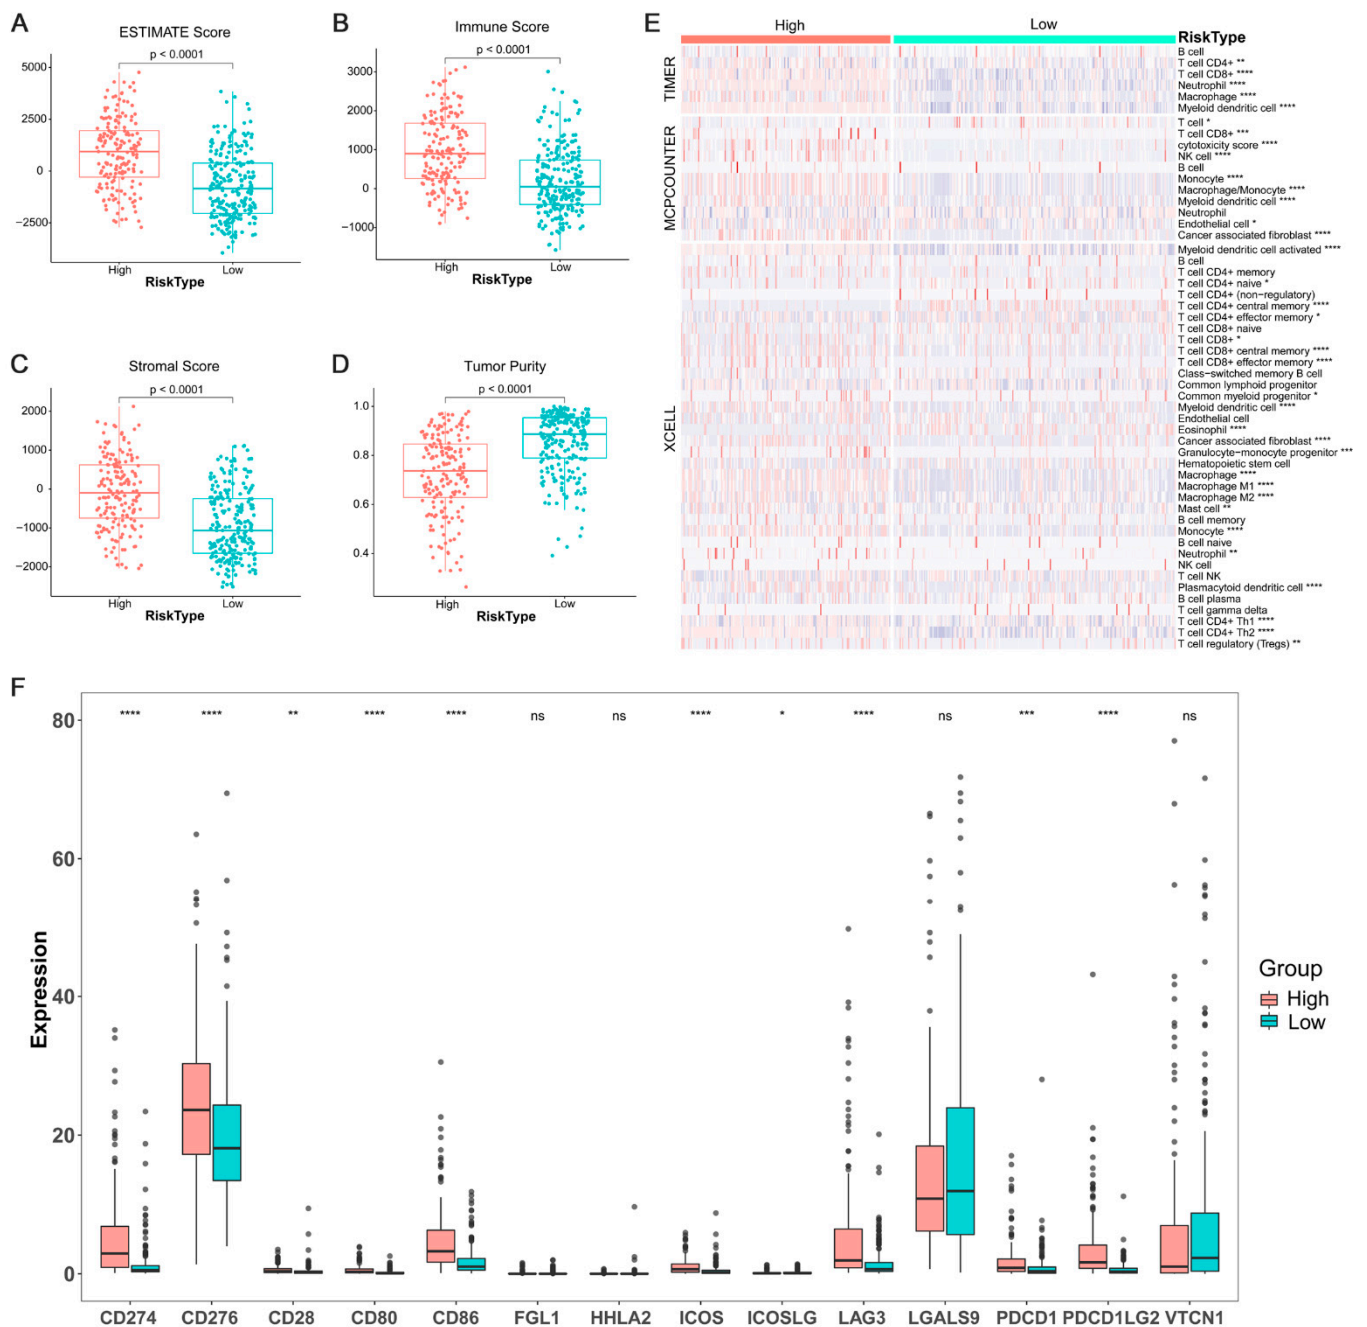 A
ESTIMATE Score
p < 0.0001
5000
2500
0
−2500
High
Low
RiskType
B
Immune Score
p < 0.0001
3000
2000
1000
0
−1000
High
Low
RiskType
C
Stromal Score
p < 0.0001
2000
1000
0
−1000
−2000
High
Low
RiskType
D
Tumor Purity
p < 0.0001
1.0
0.8
0.6
0.4
High
Low
RiskType
E
High
Low
RiskType
TIMER
B cell
T cell CD4+ **
T cell CD8+ ****
Neutrophil ****
Macrophage ****
Myeloid dendritic cell ****
MCPCOUNTER
T cell *
T cell CD8+ ***
cytotoxicity score ****
NK cell ****
B cell
Monocyte ****
Macrophage/Monocyte ****
Myeloid dendritic cell ****
Neutrophil
Endothelial cell *
Cancer associated fibroblast ****
XCELL
Myeloid dendritic cell activated ****
B cell
T cell CD4+ memory
T cell CD4+ naive *
T cell CD4+ (non−regulatory)
T cell CD4+ central memory ****
T cell CD4+ effector memory *
T cell CD8+ naive
T cell CD8+ *
T cell CD8+ central memory ****
T cell CD8+ effector memory ****
Class−switched memory B cell
Common lymphoid progenitor
Common myeloid progenitor *
Myeloid dendritic cell ****
Endothelial cell
Eosinophil ****
Cancer associated fibroblast ****
Granulocyte−monocyte progenitor ***
Hematopoietic stem cell
Macrophage ****
Macrophage M1 ****
Macrophage M2 ****
Mast cell **
B cell memory
Monocyte ****
B cell naive
Neutrophil **
NK cell
T cell NK
Plasmacytoid dendritic cell ****
B cell plasma
T cell gamma delta
T cell CD4+ Th1 ****
T cell CD4+ Th2 ****
T cell regulatory (Tregs) **
F
**** **** ** **** **** ns ns **** * **** ns *** **** ns
80
60
40
20
0
Expression
CD274 CD276 CD28 CD80 CD86 FGL1 HHLA2 ICOS ICOSLG LAG3 LGALS9 PDCD1 PDCD1LG2 VTCN1
Group
High
Low